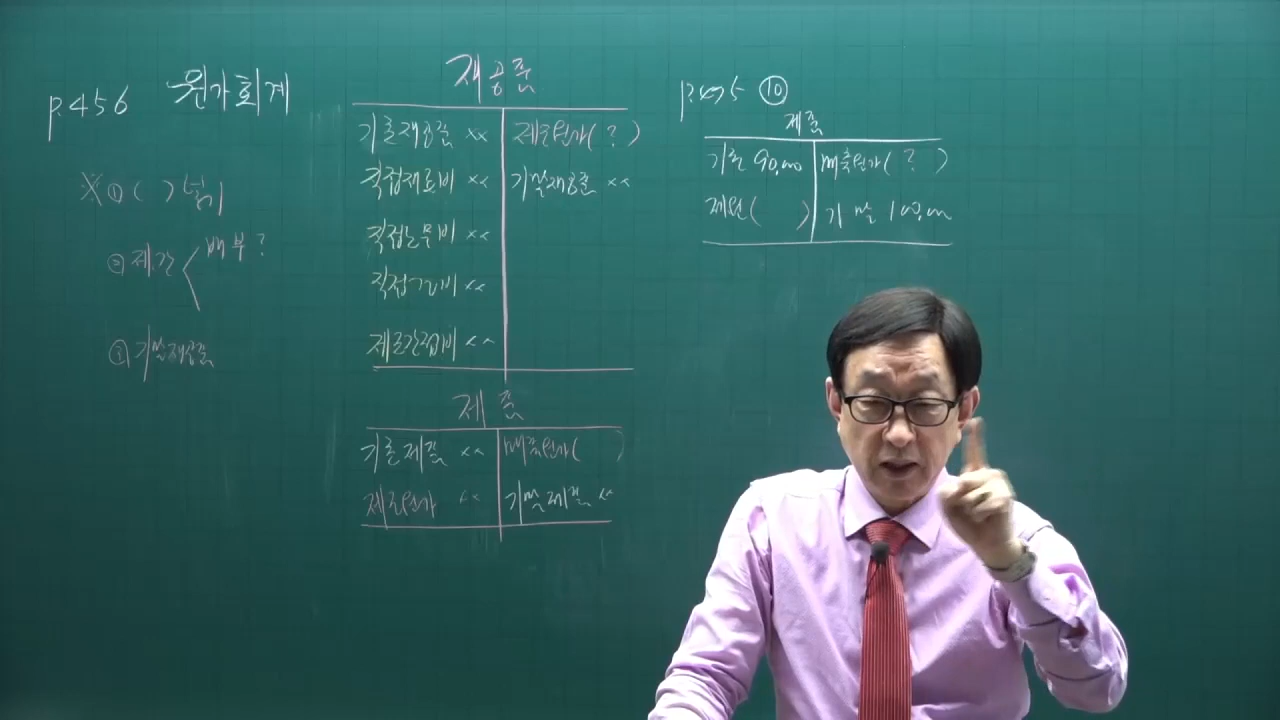 p.456 원가회계
※ ① ( ) 넣기
② 제.간 < 배부 ?
③ 기말재공품
재공품
기초재공품 ×× 제조원가( ? )
직접재료비 ×× 기말재공품 ××
직접노무비 ××
직접경비 ××
제조간접비 ××
제 품
기초제품 ×× 매출원가( )
제조원가 ×× 기말제품 ××
⑩
제품
기초 90,000 매출원가( ? )
제원( ) 기말 100,000